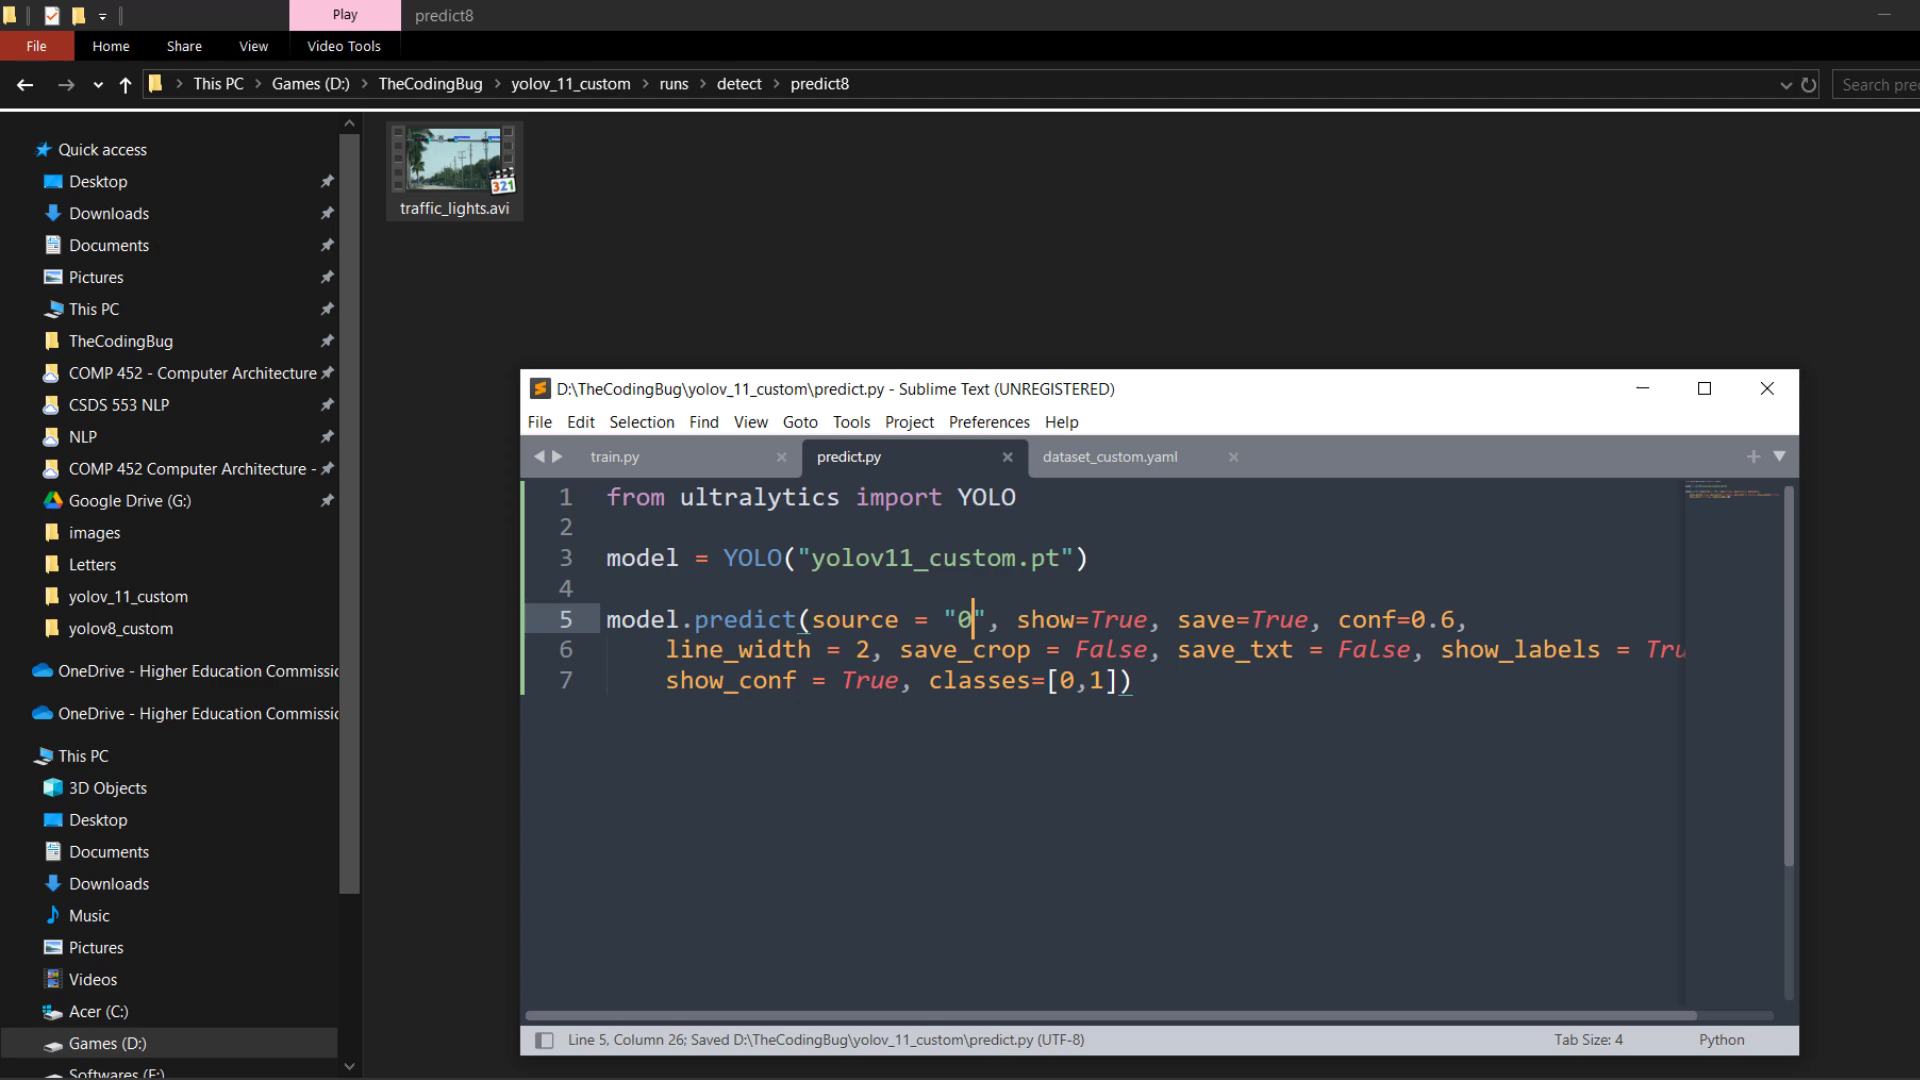 Play
predict8
File
Home
Share
View
Video Tools
This PC
Games (D:)
TheCodingBug
yolov_11_custom
runs
detect
predict8
Search pre
Quick access
Desktop
Downloads
Documents
Pictures
This PC
TheCodingBug
COMP 452 - Computer Architecture
CSDS 553 NLP
NLP
COMP 452 Computer Architecture -
Google Drive (G:)
images
Letters
yolov_11_custom
yolov8_custom
OneDrive - Higher Education Commissic
OneDrive - Higher Education Commissic
This PC
3D Objects
Desktop
Documents
Downloads
Music
Pictures
Videos
Acer (C:)
Games (D:)
Softwares (E:)
321
traffic_lights.avi
D:\TheCodingBug\yolov_11_custom\predict.py - Sublime Text (UNREGISTERED)
File Edit Selection Find View Goto Tools Project Preferences Help
train.py
predict.py
dataset_custom.yaml
1 from ultralytics import YOLO
2
3 model = YOLO("yolov11_custom.pt")
4
5 model.predict(source = "0", show=True, save=True, conf=0.6,
6 line_width = 2, save_crop = False, save_txt = False, show_labels = Tru
7 show_conf = True, classes=[0,1])
Line 5, Column 26; Saved D:\TheCodingBug\yolov_11_custom\predict.py (UTF-8)
Tab Size: 4
Python